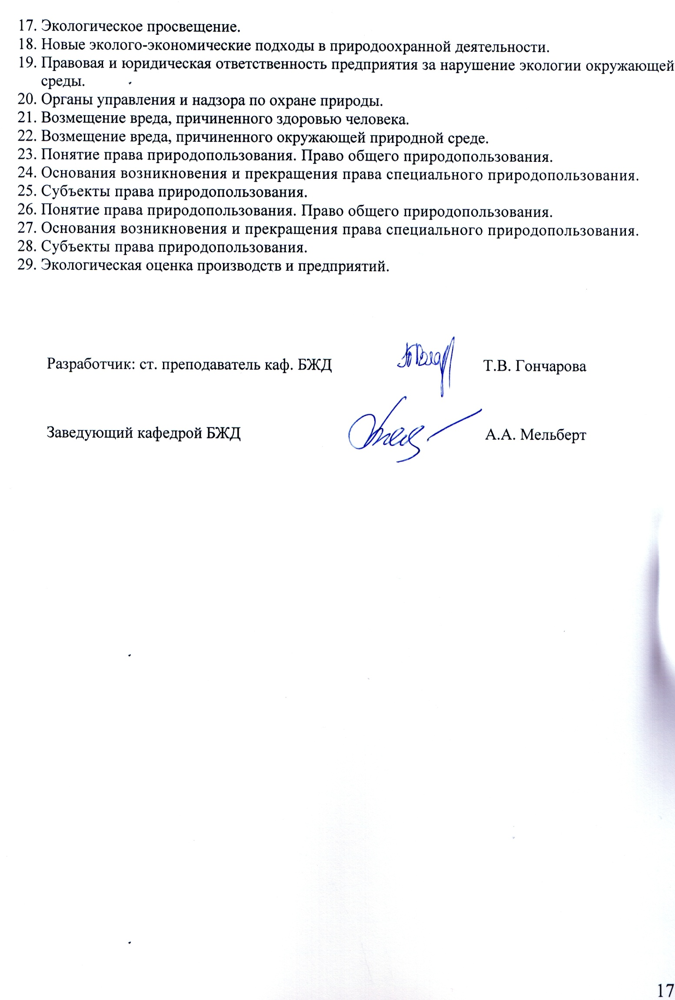 17. Экологическое просвещение.
18. Новые эколого-экономические подходы в природоохранной деятельности.
19. Правовая и юридическая ответственность предприятия за нарушение экологии окружающей
среды.
20. Органы управления и надзора по охране природы.
21. Возмещение вреда, причиненного здоровью человека.
22. Возмещение вреда, причиненного окружающей природной среде.
23. Понятие права природопользования. Право общего природопользования.
24. Основания возникновения и прекращения права специального природопользования.
25. Субъекты права природопользования.
26. Понятие права природопользования. Право общего природопользования.
27. Основания возникновения и прекращения права специального природопользования.
28. Субъекты права природопользования.
29. Экологическая оценка производств и предприятий.
Разработчик: ст. преподаватель каф. БЖД Т.В. Гончарова
Заведующий кафедрой БЖД А.А. Мельберт
17